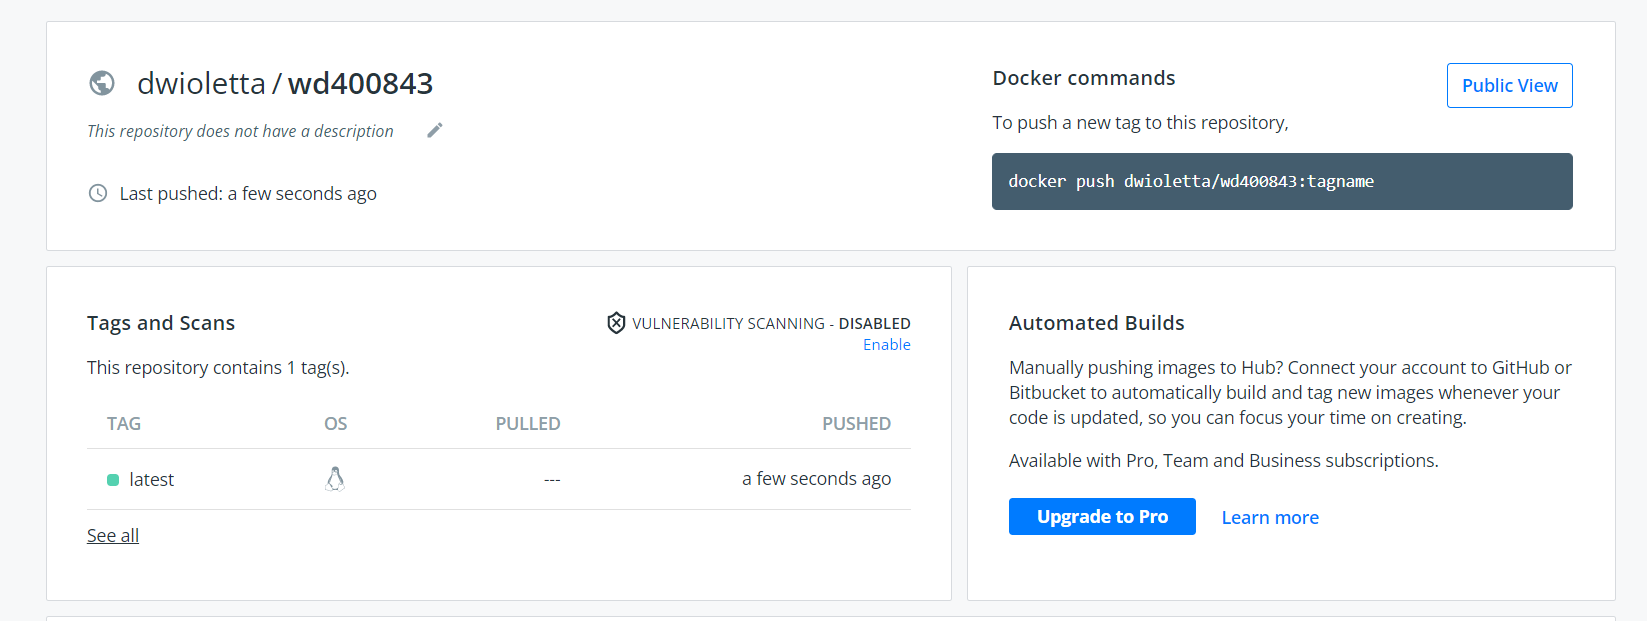 dwioletta / wd400843
This repository does not have a description
Last pushed: a few seconds ago
Docker commands
Public View
To push a new tag to this repository,
docker push dwioletta/wd400843:tagname
Tags and Scans
VULNERABILITY SCANNING - DISABLED
Enable
This repository contains 1 tag(s).
TAG OS PULLED PUSHED
latest --- a few seconds ago
See all
Automated Builds
Manually pushing images to Hub? Connect your account to GitHub or
Bitbucket to automatically build and tag new images whenever your
code is updated, so you can focus your time on creating.
Available with Pro, Team and Business subscriptions.
Upgrade to Pro Learn more